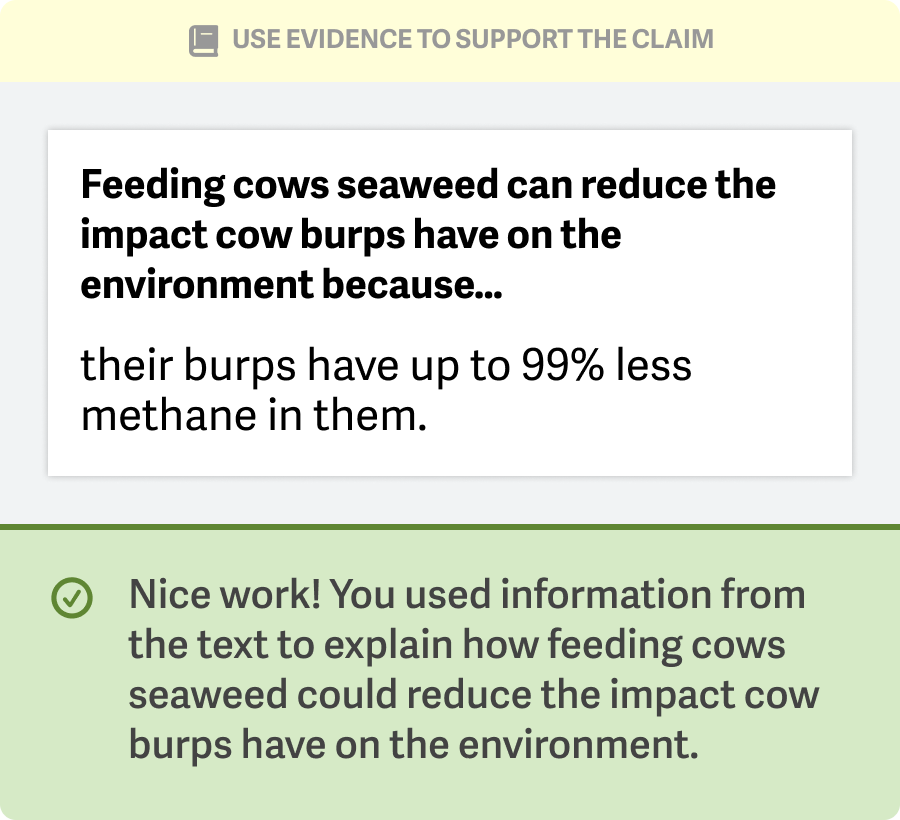 USE EVIDENCE TO SUPPORT THE CLAIM
Feeding cows seaweed can reduce the
impact cow burps have on the
environment because...
their burps have up to 99% less
methane in them.
Nice work! You used information from
the text to explain how feeding cows
seaweed could reduce the impact cow
burps have on the environment.